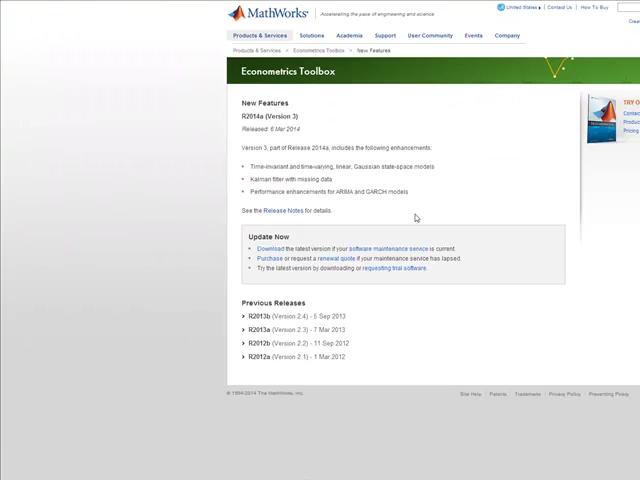 MathWorks®
Accelerating the pace of engineering and science
United States
Contact Us
How To Buy
Products & Services
Solutions
Academia
Support
User Community
Events
Company
Products & Services > Econometrics Toolbox > New Features
Econometrics Toolbox
New Features
R2014a (Version 3)
Released: 6 Mar 2014
Version 3, part of Release 2014a, includes the following enhancements:
• Time-invariant and time-varying, linear, Gaussian state-space models
• Kalman filter with missing data
• Performance enhancements for ARIMA and GARCH models
See the Release Notes for details.
TRY O
Contac
Produc
Pricing
Update Now
• Download the latest version if your software maintenance service is current.
• Purchase or request a renewal quote if your maintenance service has lapsed.
• Try the latest version by downloading or requesting trial software.
Previous Releases
R2013b (Version 2.4) - 5 Sep 2013
R2013a (Version 2.3) - 7 Mar 2013
R2012b (Version 2.2) - 11 Sep 2012
R2012a (Version 2.1) - 1 Mar 2012
© 1994-2014 The MathWorks, Inc.
Site Help | Patents | Trademarks | Privacy Policy | Preventing Piracy